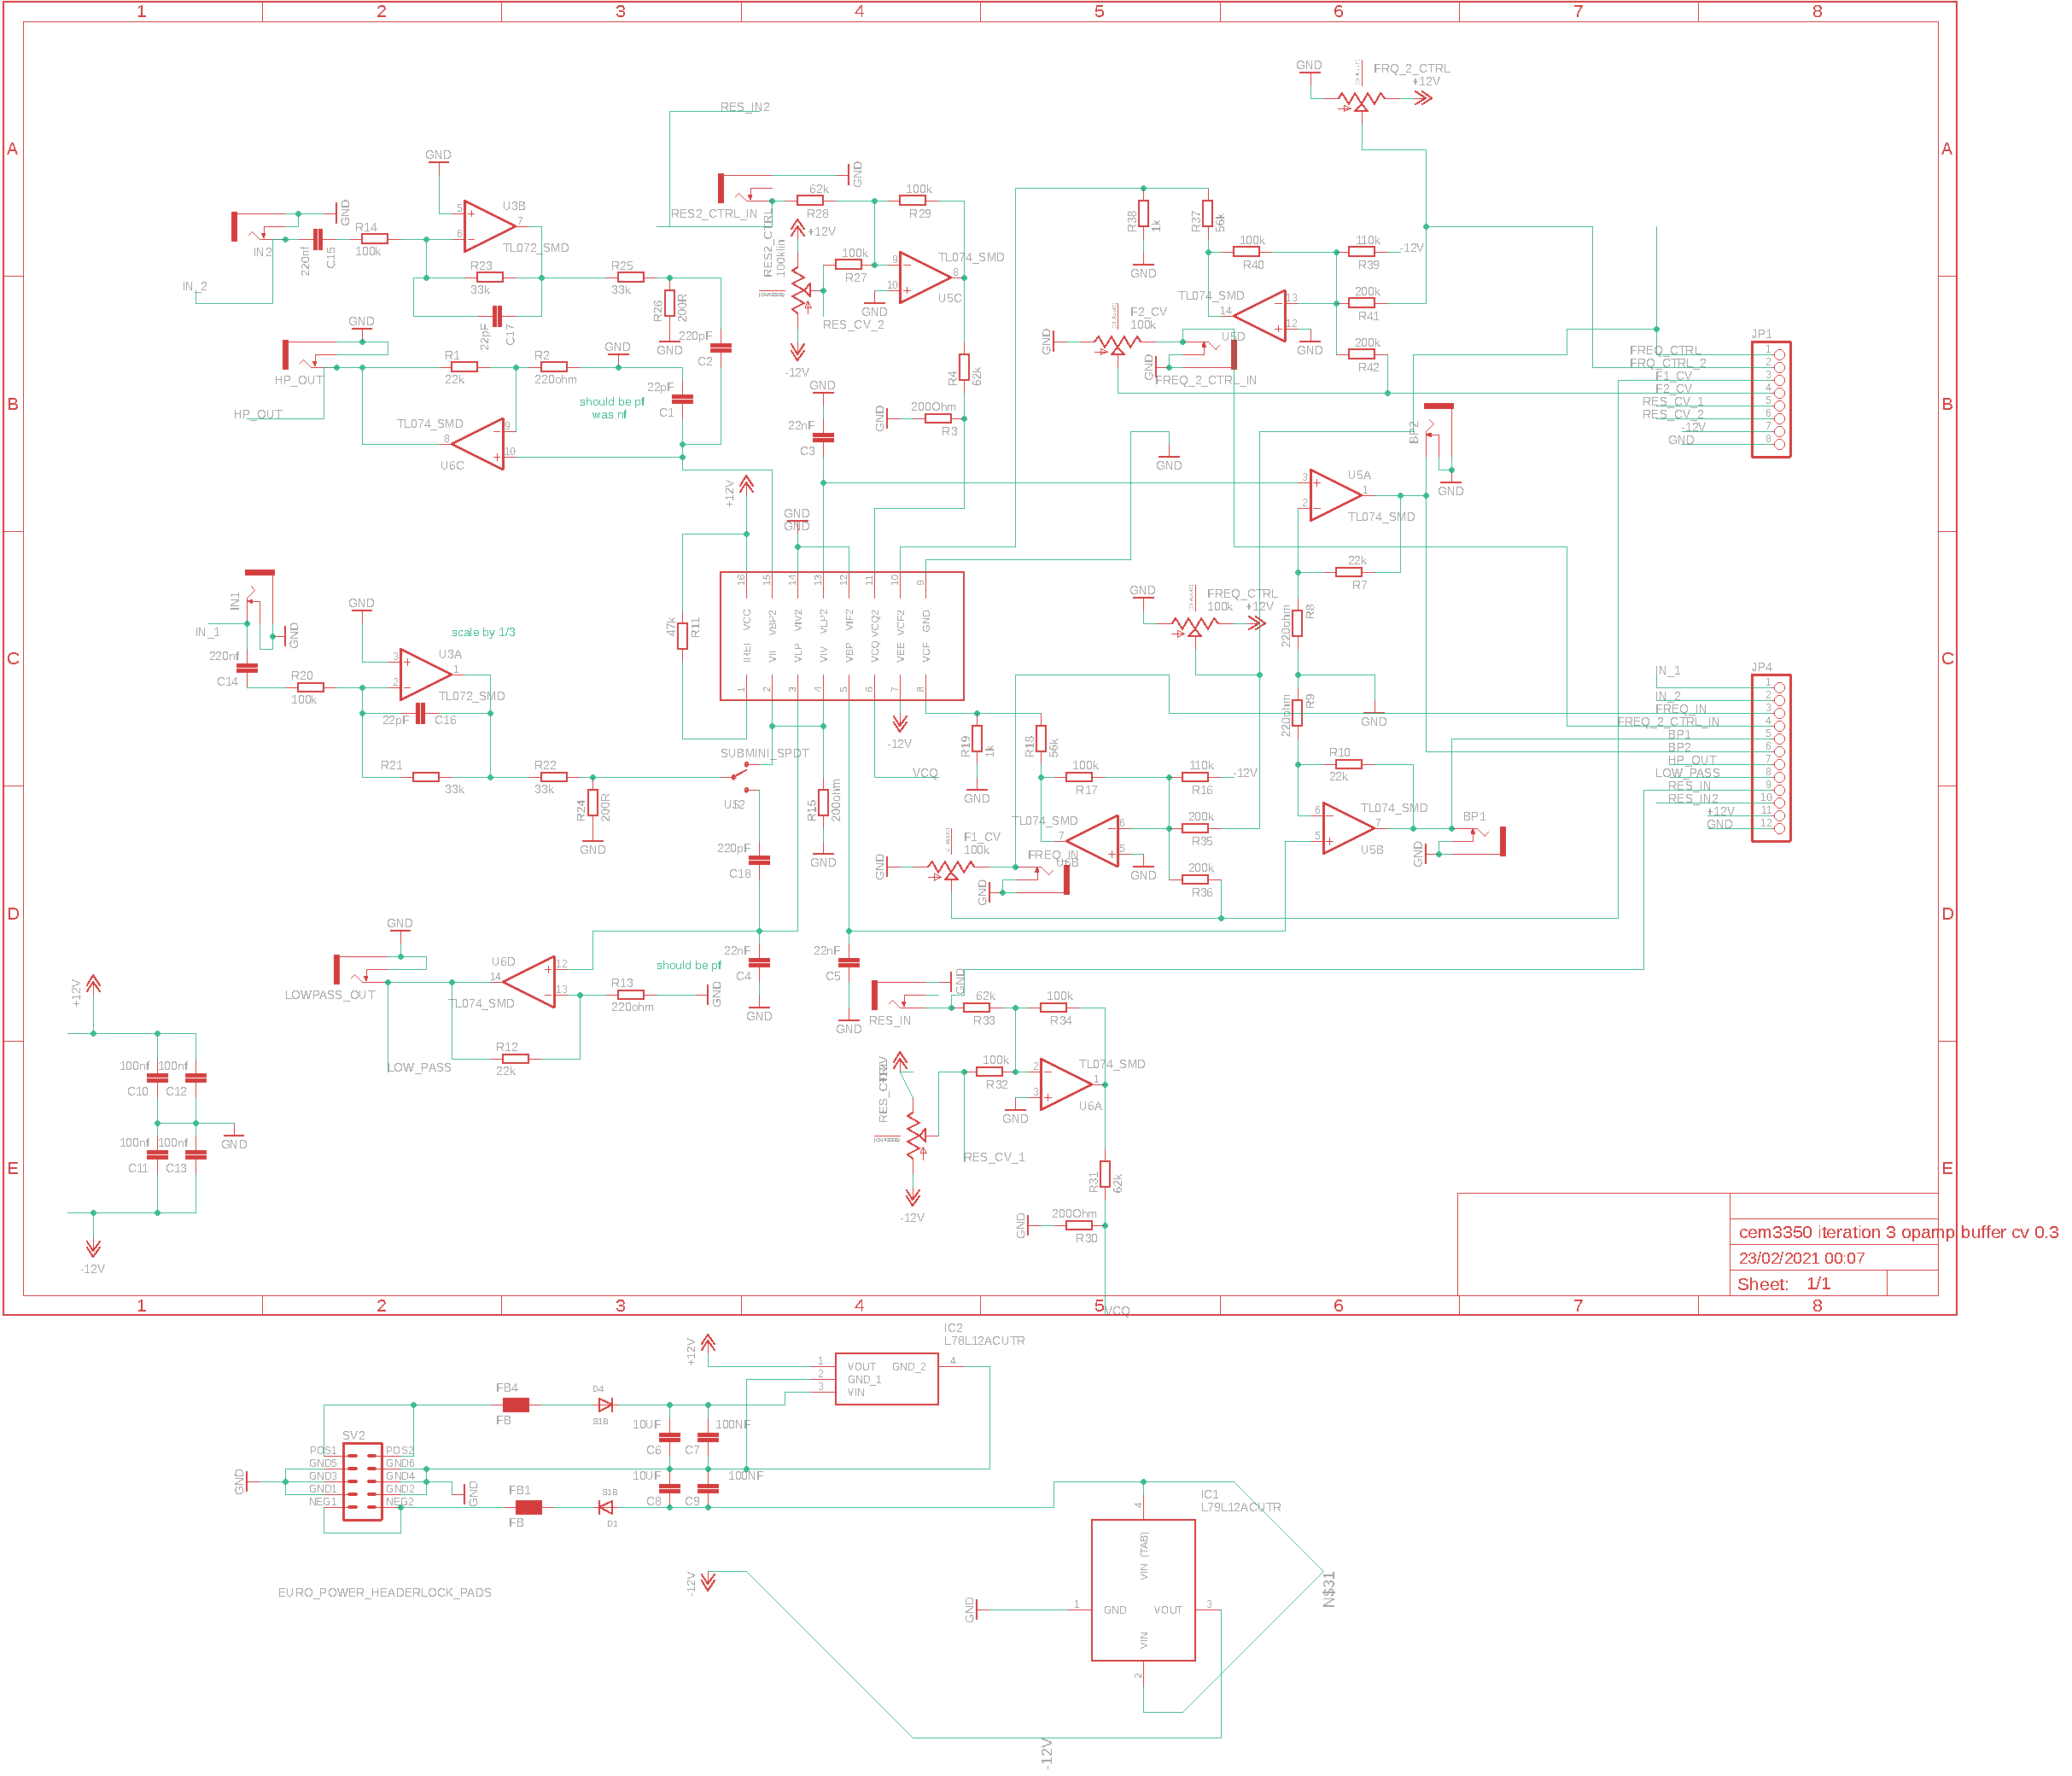 1 2 3 4 5 6 7 8
A A
B B
C C
D D
E E
FRQ_2_CTRL
GND +12V
RES_IN2
GND
U3B
5 7 6
TL072_SMD
GND
IN2
220nf C15
R14
100k
R23
33k
22pF C17
R25
33k
R26 200R
GND
220pF
C2
IN_2
GND
RES2_CTRL_IN
62k
R28
100k
R29
RES2_CTRL
100klin
+12V
100k
R27
9 8 10
TL074_SMD
U5C
GND
RES_CV_2
-12V
R4 62k
200Ohm
R3
GND
R38 1k
GND
R37 56k
100k
R40
110k
R39
-12V
200k
R41
TL074_SMD
13 14 12
U5D
GND
200k
R42
F2_CV
100k
GND
GND
FREQ_2_CTRL_IN
GND
HP_OUT
R1
22k
R2
220ohm
GND
22pF
C1
should be pf
was nf
HP_OUT
TL074_SMD
9 8 10
U6C
GND
22nF
C3
+12V
GND
GND
GND
BP2
GND
U5A
3 1 2
TL074_SMD
22k
R7
R8
220ohm
R9
220ohm
GND
JP1
FREQ_CTRL 1
FRQ_CTRL_2 2
F1_CV 3
F2_CV 4
RES_CV_1 5
RES_CV_2 6
-12V 7
GND 8
16 15 14 13 12 11 10 9
VCC VBP2 VIV2 VLP2 VIF2 VCQ2 VCF2 GND
IREI VII VLP VIV VBP VCQ VEE VCF
1 2 3 4 5 6 7 8
47k R11
IN1
IN_1
GND
220nf
C14
R20
100k
GND
scale by 1/3
U3A
3 1 2
TL072_SMD
22pF C16
R21
33k
R22
33k
R24 200R
GND
SUBMINI_SPDT
R15 200ohm
GND
-12V
VCQ
220pF
C18
GND
FREQ_CTRL
100k +12V
R19 1k
GND
R18 56k
100k
R17
110k
R16
-12V
200k
R35
200k
R36
TL074_SMD
6 7 5
U6B
GND
F1_CV
100k
GND
FREQ_IN
GND
R10
22k
TL074_SMD
6 7 5
U5B
BP1
GND
JP4
IN_1 1
IN_2 2
FREQ_IN 3
FREQ_2_CTRL_IN 4
BP1 5
BP2 6
HP_OUT 7
LOW_PASS 8
RES_IN 9
RES_IN2 10
+12V 11
GND 12
GND
LOWPASS_OUT
LOW_PASS
U6D
12 14 13
TL074_SMD
R13
220ohm
GND
R12
22k
should be pf
22nF
C4
GND
22nF
C5
GND
GND
RES_IN
62k
R33
100k
R34
100k
R32
2 1 3
TL074_SMD
U6A
GND
RES_CV_1
-12V
R31 62k
200Ohm
R30
GND
VCQ
+12V
100nf 100nf
C10 C12
GND
100nf 100nf
C11 C13
-12V
cem3350 iteration 3 opamp buffer cv 0.3
23/02/2021 00:07
Sheet: 1/1
1 2 3 4 5 6 7 8
IC2
L78L12ACUTR
+12V
1 VOUT GND_2 4
2 GND_1
3 VIN
FB4
FB
D4
S1B
10UF
C6
100NF
C7
SV2
POS1 POS2
GND5 GND6
GND3 GND4
GND1 GND2
NEG1 NEG2
GND
GND
FB1
FB
S1B
D1
10UF
C8
100NF
C9
IC1
L79L12ACUTR
4
VIN (TAB)
1 GND VOUT 3
VIN
2
GND
N$31
-12V
-12V
EURO_POWER_HEADERLOCK_PADS